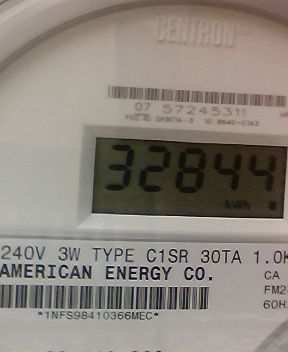 CENTRON
07 57245311
32844
kWh
240V 3W TYPE C1SR 30TA 1.0K
AMERICAN ENERGY CO.
CA
FM2
60H
*1NFS98410366MEC*